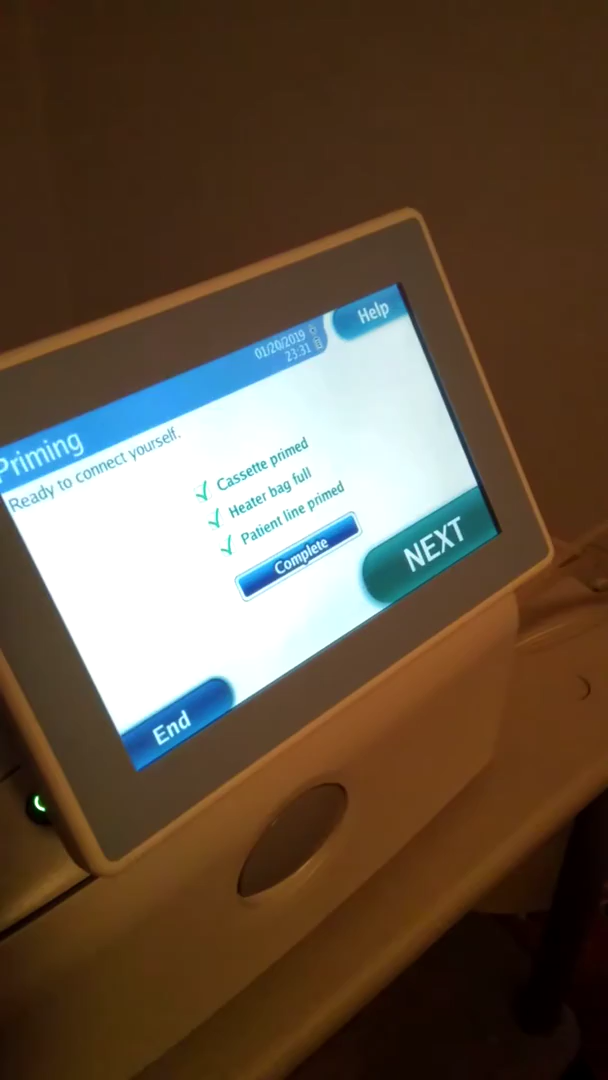 Help
01/20/2019
23:31
Priming
Ready to connect yourself.
Cassette primed
Heater bag full
Patient line primed
Complete
NEXT
End